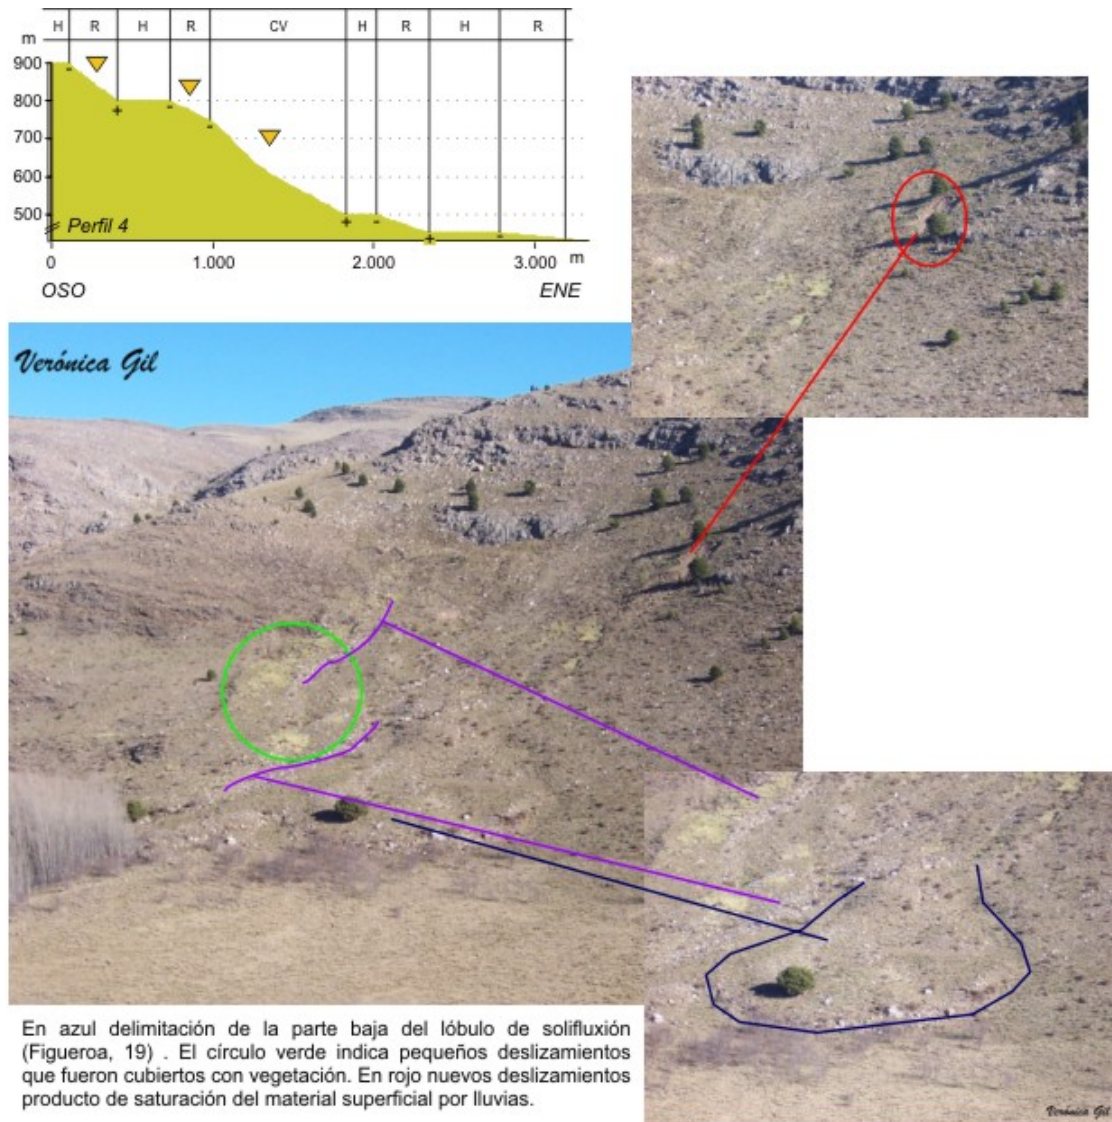 H R H R CV H R H R
m
900
800
700
600
500
Perfil 4
0 1.000 2.000 3.000 m
OSO ENE
Verónica Gil
En azul delimitación de la parte baja del lóbulo de solifluxión
(Figueroa, 19) . El círculo verde indica pequeños deslizamientos
que fueron cubiertos con vegetación. En rojo nuevos deslizamientos
producto de saturación del material superficial por lluvias.
Verónica Gil